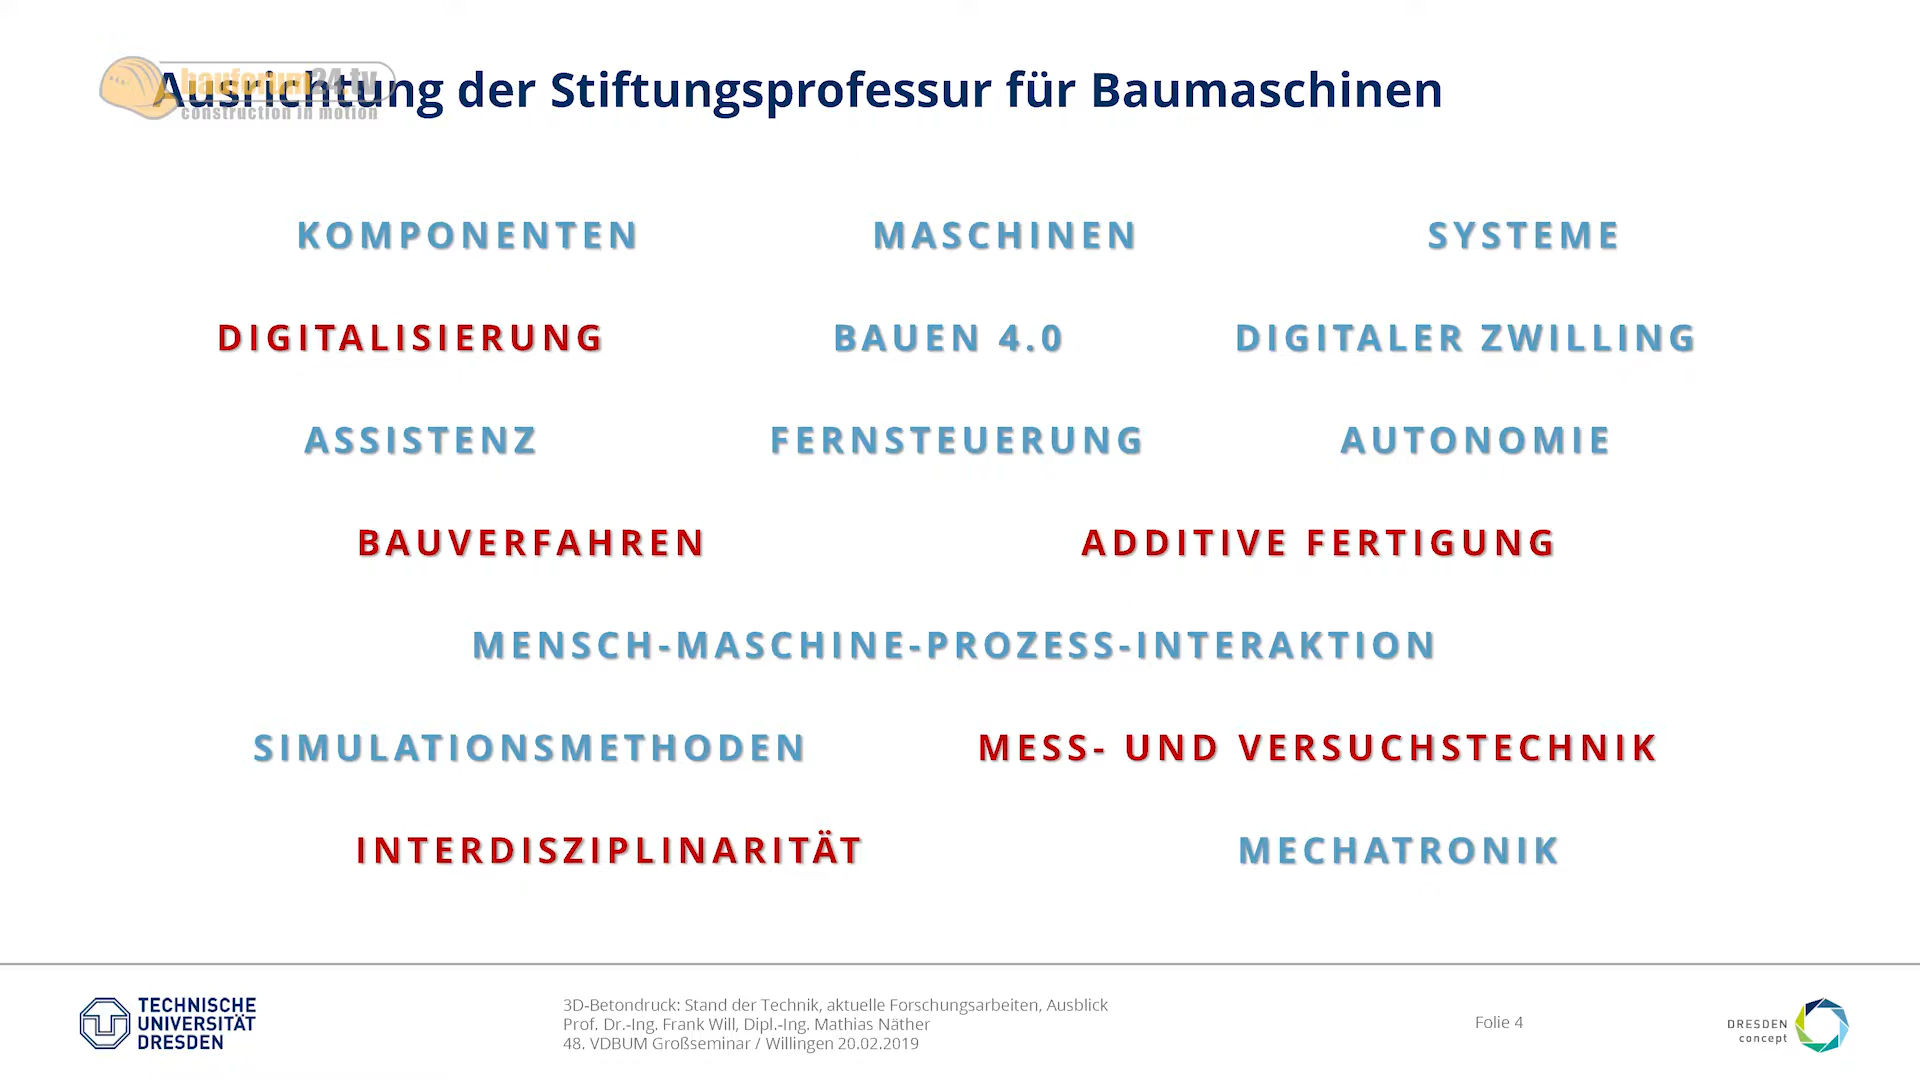 bauforum24.tv
construction in motion
Ausrichtung der Stiftungsprofessur für Baumaschinen
KOMPONENTEN MASCHINEN SYSTEME
DIGITALISIERUNG BAUEN 4.0 DIGITALER ZWILLING
ASSISTENZ FERNSTEUERUNG AUTONOMIE
BAUVERFAHREN ADDITIVE FERTIGUNG
MENSCH-MASCHINE-PROZESS-INTERAKTION
SIMULATIONSMETHODEN MESS- UND VERSUCHSTECHNIK
INTERDISZIPLINARITÄT MECHATRONIK
TECHNISCHE
UNIVERSITÄT
DRESDEN
3D-Betondruck: Stand der Technik, aktuelle Forschungsarbeiten, Ausblick
Prof. Dr.-Ing. Frank Will, Dipl.-Ing. Mathias Näther
48. VDBUM Großseminar / Willingen 20.02.2019
Folie 4
DRESDEN
concept